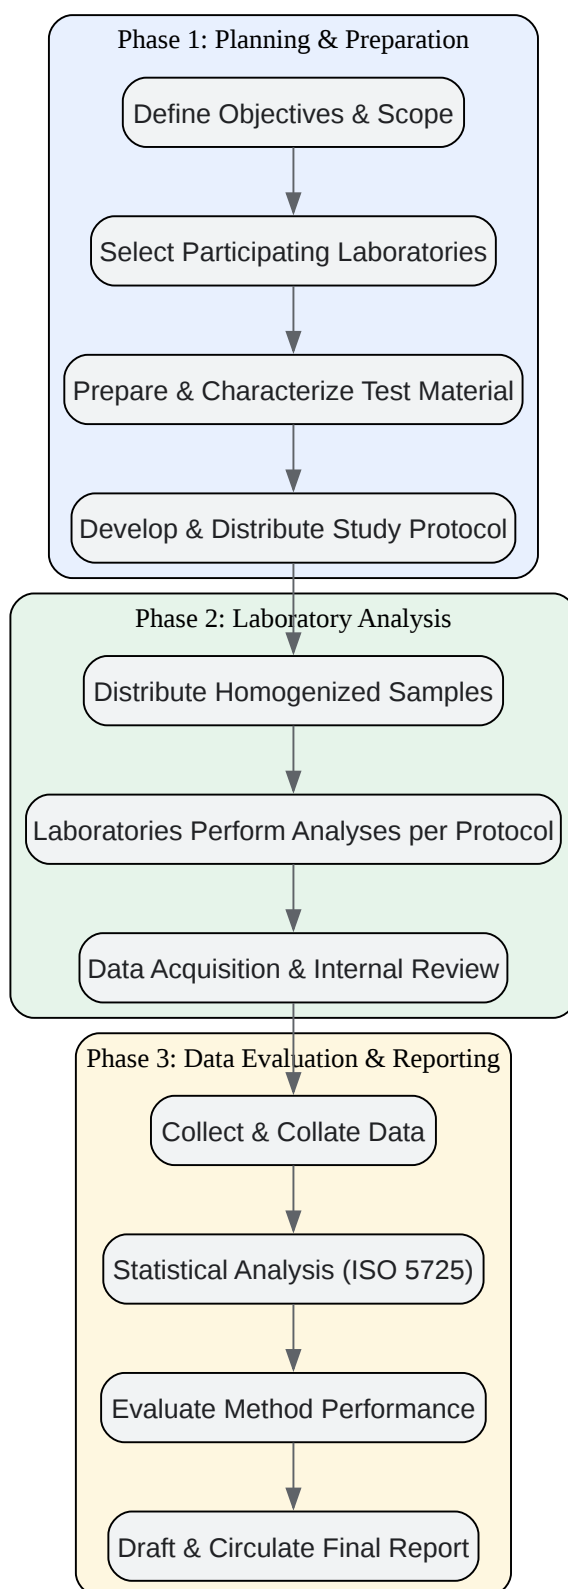 Phase 1: Planning & Preparation
Define Objectives & Scope
Select Participating Laboratories
Prepare & Characterize Test Material
Develop & Distribute Study Protocol
Phase 2: Laboratory Analysis
Distribute Homogenized Samples
Laboratories Perform Analyses per Protocol
Data Acquisition & Internal Review
Phase 3: Data Evaluation & Reporting
Collect & Collate Data
Statistical Analysis (ISO 5725)
Evaluate Method Performance
Draft & Circulate Final Report